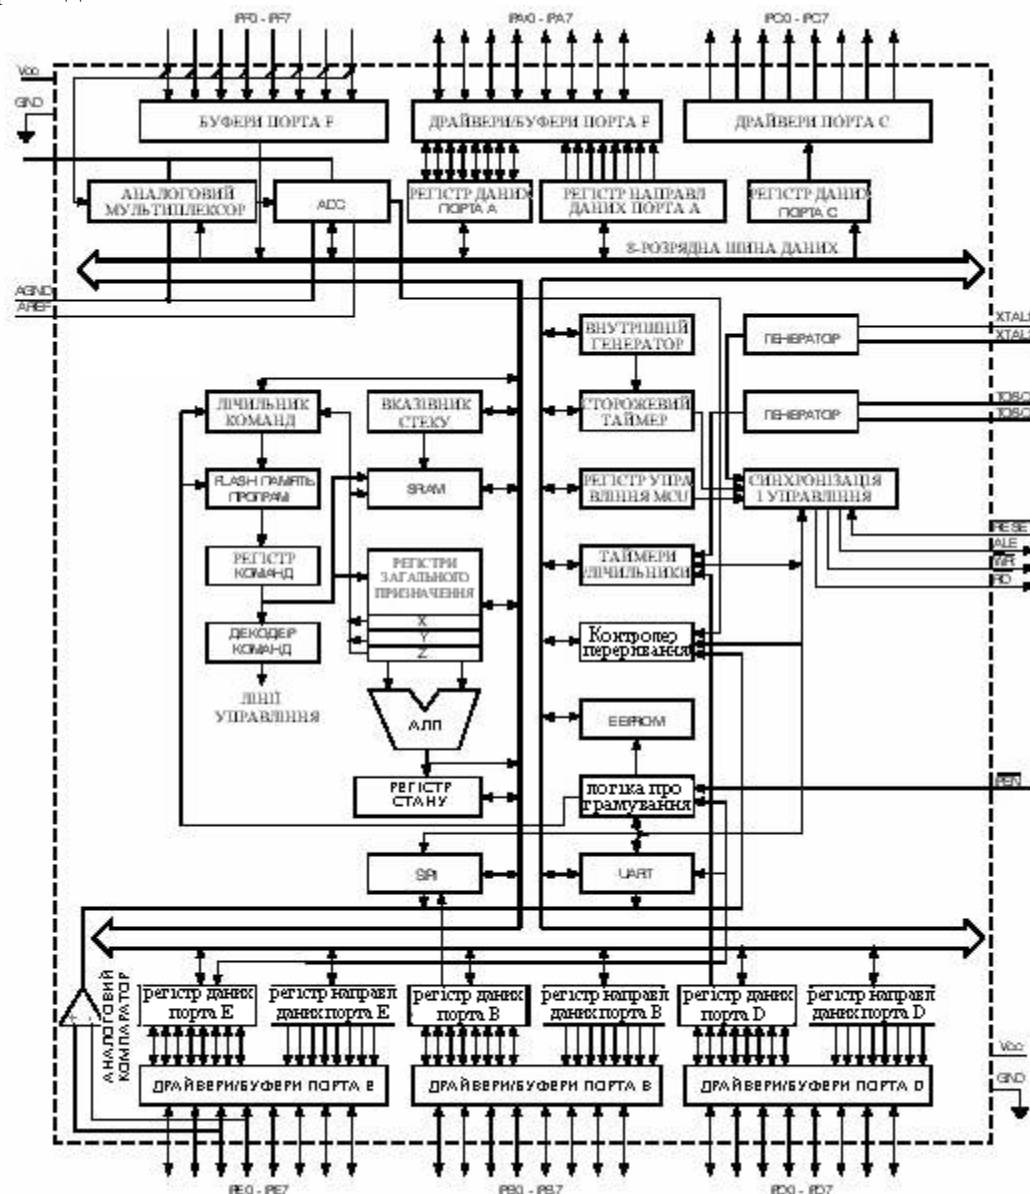 PF0 - PF7
PA0 - PA7
PC0 - PC7
Vcc
GND
БУФЕРИ ПОРТА F
ДРАЙВЕРИ/БУФЕРИ ПОРТА F
ДРАЙВЕРИ ПОРТА С
АНАЛОГОВИЙ
МУЛЬТИПЛЕКСОР
ADC
РЕГІСТР ДАНИХ
ПОРТА А
РЕГІСТР НАПРАВЛ
ДАНИХ ПОРТА А
РЕГІСТР ДАНИХ
ПОРТА С
8-РОЗРЯДНА ШИНА ДАНИХ
AGND
AREF
ВНУТРІШНІЙ
ГЕНЕРАТОР
ГЕНЕРАТОР
ЛІЧИЛЬНИК
КОМАНД
ВКАЗІВНИК
СТЕКУ
СТОРОЖЕВИЙ
ТАЙМЕР
ГЕНЕРАТОР
FLASH ПАМЯТЬ
ПРОГРАМ
SRAM
РЕГІСТР УПРА
ВЛІННЯ MCU
СИНХРОНІЗАЦІЯ
І УПРАВЛІННЯ
RESET
ALE
WR
RD
РЕГІСТР
КОМАНД
РЕГІСТРИ
ЗАГАЛЬНОГО
ПРИЗНАЧЕННЯ
X
Y
Z
ТАЙМЕРИ
/ЛІЧИЛЬНИКИ
ДЕКОДЕР
КОМАНД
Контролер
переривання
ЛІНІЇ
УПРАВЛІННЯ
АЛП
EEPROM
РЕГІСТР
СТАНУ
логіка про
грамування
PEN
SPI
UART
АНАЛОГОВИЙ
КОМПАРАТОР
регістр даних
порта Е
регістр направл
даних порта Е
регістр даних
порта В
регістр направл
даних порта В
регістр даних
порта D
регістр направл
даних порта D
ДРАЙВЕРИ/БУФЕРИ ПОРТА Е
ДРАЙВЕРИ/БУФЕРИ ПОРТА В
ДРАЙВЕРИ/БУФЕРИ ПОРТА D
Vcc
GND
PE0 - PE7
PB0 - PB7
PD0 - PD7